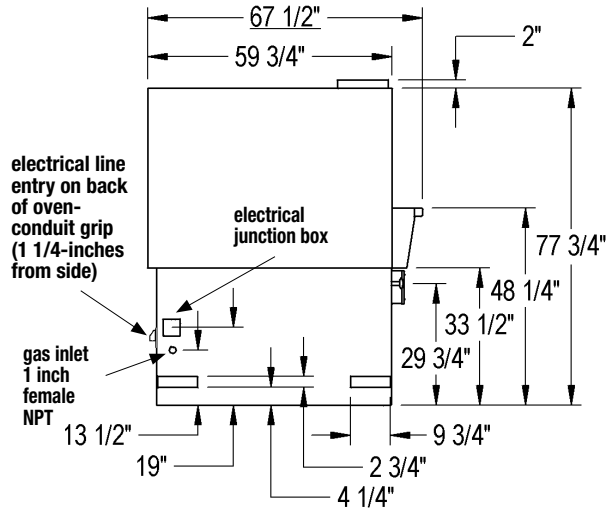 67 1/2"
59 3/4"
2"
electrical line
entry on back
of oven-
conduit grip
(1 1/4-inches
from side)
electrical
junction box
77 3/4"
48 1/4"
33 1/2"
29 3/4"
gas inlet
1 inch
female
NPT
13 1/2"
9 3/4"
19"
2 3/4"
4 1/4"